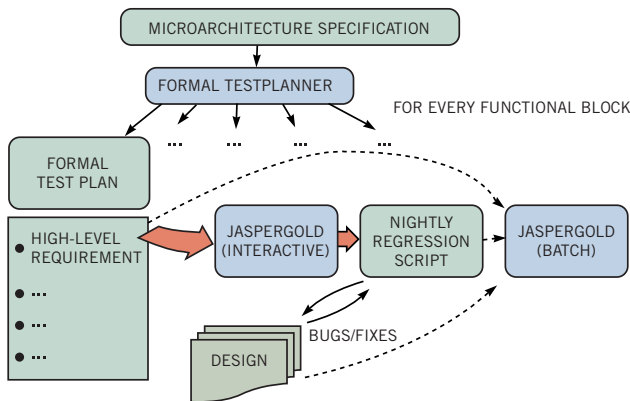 MICROARCHITECTURE SPECIFICATION
FORMAL TESTPLANNER
FOR EVERY FUNCTIONAL BLOCK
... ... ... ...
FORMAL
TEST PLAN
• HIGH-LEVEL
REQUIREMENT
• ...
• ...
• ...
JASPERGOLD
(INTERACTIVE)
NIGHTLY
REGRESSION
SCRIPT
JASPERGOLD
(BATCH)
BUGS/FIXES
DESIGN